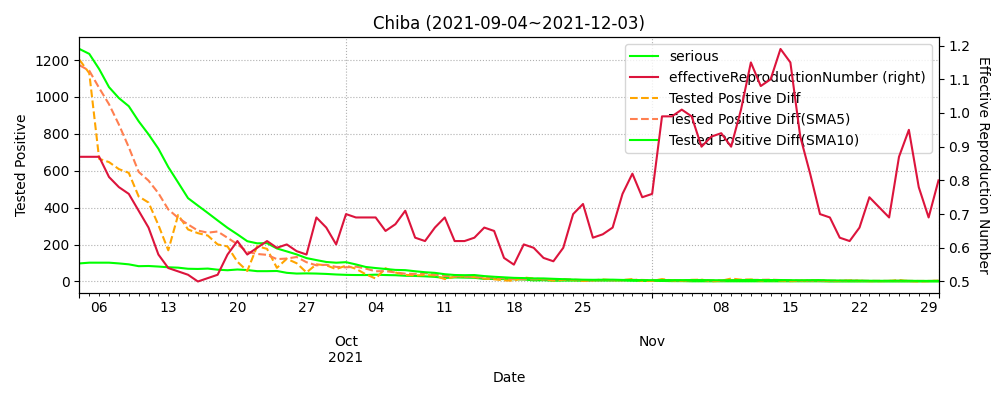 Chiba (2021-09-04~2021-12-03)
Tested Positive
1200
1000
800
600
400
200
0
serious
effectiveReproductionNumber (right)
Tested Positive Diff
Tested Positive Diff(SMA5)
Tested Positive Diff(SMA10)
1.2
1.1
1.0
0.9
0.8
0.7
0.6
0.5
Effective Reproduction Number
06 13 20 27 04 11 18 25 08 15 22 29
Oct Nov
2021
Date